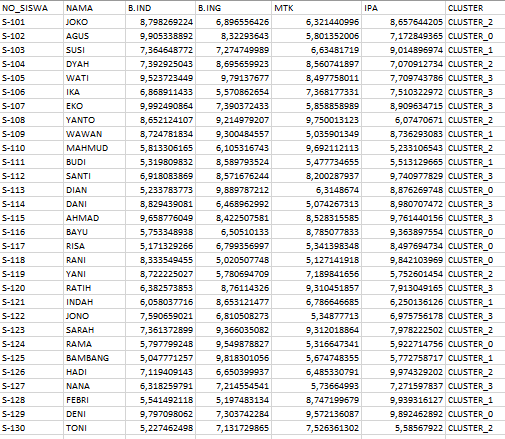 NO_SISWA NAMA B.IND B.ING MTK IPA CLUSTER
S-101 JOKO 8,798269224 6,896556426 6,321440996 8,657644205 CLUSTER_2
S-102 AGUS 9,905338892 8,32293643 5,801352006 7,172849365 CLUSTER_0
S-103 SUSI 7,364648772 7,274749989 6,63481719 9,014896974 CLUSTER_1
S-104 DYAH 7,392925043 8,695659923 8,560741897 7,070912734 CLUSTER_2
S-105 WATI 9,523723449 9,79137677 8,497758011 7,709743786 CLUSTER_3
S-106 IKA 6,868911433 5,570862654 7,368177331 7,510322972 CLUSTER_3
S-107 EKO 9,992490864 7,390372433 5,858858989 8,909634715 CLUSTER_3
S-108 YANTO 8,652124107 9,214979207 9,750013123 6,07470671 CLUSTER_2
S-109 WAWAN 8,724781834 9,300484557 5,035901349 8,736293083 CLUSTER_1
S-110 MAHMUD 5,813306165 6,105316743 9,692112113 5,233106543 CLUSTER_2
S-111 BUDI 5,319809832 8,589793524 5,477734655 5,513129665 CLUSTER_1
S-112 SANTI 6,918083869 8,571676244 8,200287937 9,740977829 CLUSTER_3
S-113 DIAN 5,233783773 9,889787212 6,3148674 8,876269748 CLUSTER_0
S-114 DANI 8,829439081 6,468962992 5,074267313 8,980707472 CLUSTER_3
S-115 AHMAD 9,658776049 8,422507581 8,528315585 9,761440156 CLUSTER_3
S-116 BAYU 5,753348938 6,50510133 8,785077833 9,363897554 CLUSTER_0
S-117 RISA 5,171329266 6,799356997 5,341398348 8,497694734 CLUSTER_0
S-118 RANI 8,333549455 5,020507748 5,127141918 9,842103969 CLUSTER_0
S-119 YANI 8,722225027 5,780694709 7,189841656 5,752601454 CLUSTER_2
S-120 RATIH 6,382573853 8,76114326 9,310451857 7,913049165 CLUSTER_3
S-121 INDAH 6,058037716 8,653121477 6,786646685 6,250136126 CLUSTER_1
S-122 JONO 7,590659021 6,810508273 5,34877713 6,975756178 CLUSTER_3
S-123 SARAH 7,361372899 9,366035082 9,312018864 7,978222502 CLUSTER_2
S-124 RAMA 5,797799248 9,549878827 5,316647341 5,922714756 CLUSTER_0
S-125 BAMBANG 5,047771257 9,818301056 5,674748355 5,772758717 CLUSTER_1
S-126 HADI 7,119409143 6,650399937 6,485330791 9,974329202 CLUSTER_2
S-127 NANA 6,318259791 7,214554541 5,73664993 7,271597837 CLUSTER_3
S-128 FEBRI 5,541492118 5,197483134 8,747199679 9,939316127 CLUSTER_1
S-129 DENI 9,797098062 7,303742284 9,572136087 9,892462892 CLUSTER_0
S-130 TONI 5,227462498 7,131729865 7,526361302 5,58567922 CLUSTER_2